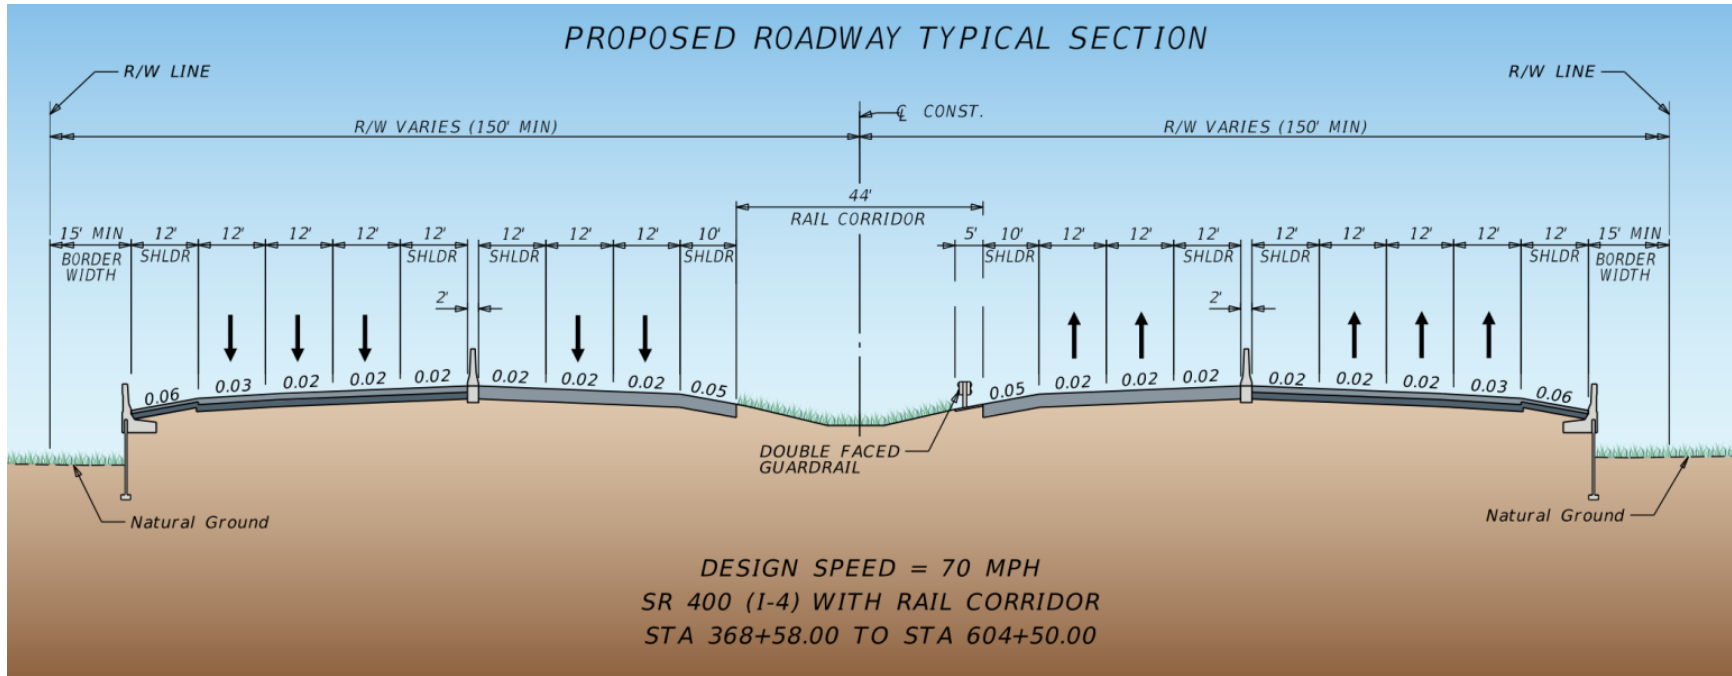 PROPOSED ROADWAY TYPICAL SECTION
R/W LINE
R/W LINE
℄ CONST.
R/W VARIES (150' MIN)
R/W VARIES (150' MIN)
44'
RAIL CORRIDOR
15' MIN 12' 12' 12' 12' 12' 12' 12' 12' 10' 5' 10' 12' 12' 12' 12' 12' 12' 12' 12' 15' MIN
BORDER WIDTH SHLDR SHLDR SHLDR SHLDR SHLDR SHLDR SHLDR SHLDR BORDER WIDTH
2' 2'
0.06 0.03 0.02 0.02 0.02 0.02 0.02 0.02 0.05 0.05 0.02 0.02 0.02 0.02 0.02 0.02 0.03 0.06
DOUBLE FACED
GUARDRAIL
Natural Ground
Natural Ground
DESIGN SPEED = 70 MPH
SR 400 (I-4) WITH RAIL CORRIDOR
STA 368+58.00 TO STA 604+50.00